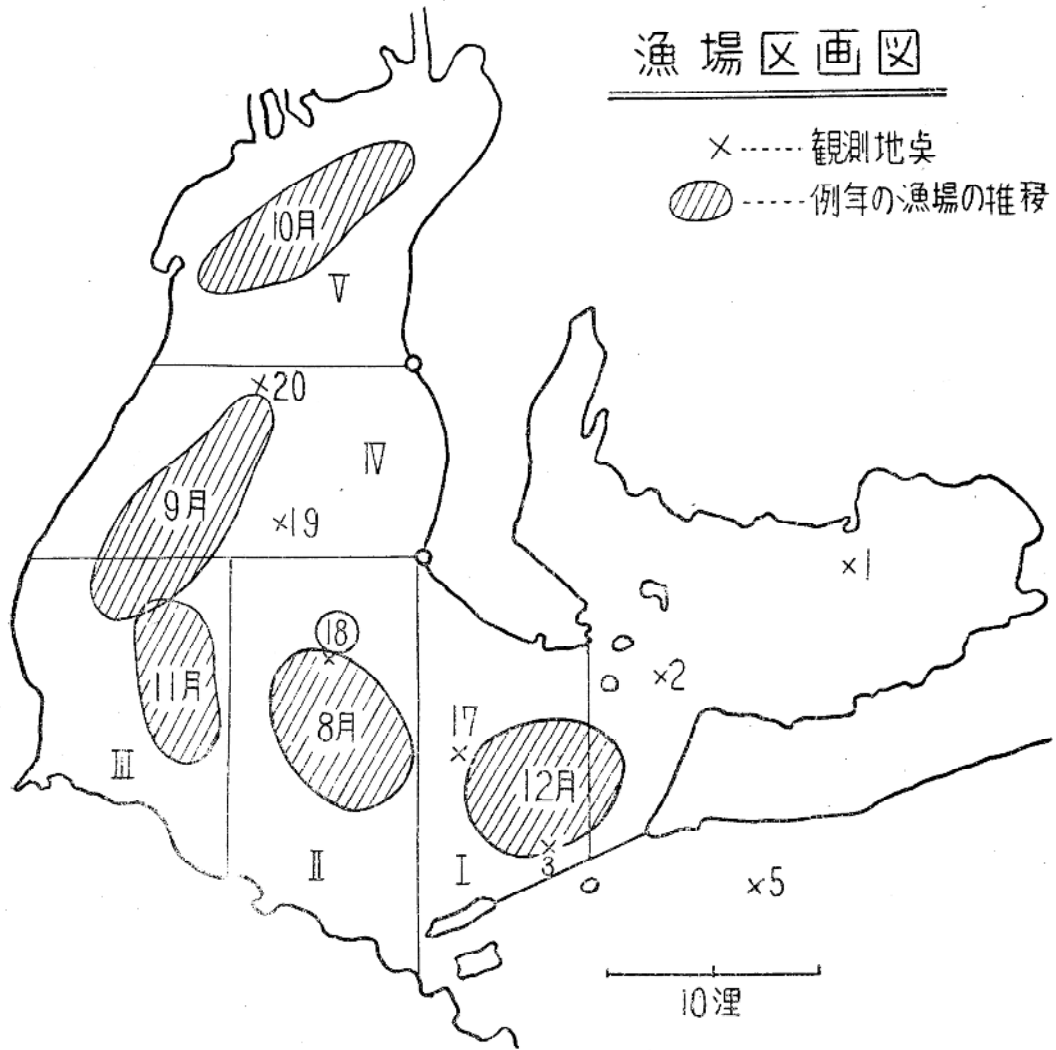 漁場区画図
× ------ 観測地点
---- 例年の漁場の推移
10月
Ⅴ
×20
Ⅳ
9月
×19
×1
18
×2
11月
8月
17
Ⅲ
12月
Ⅱ
Ⅰ
3
×5
10浬